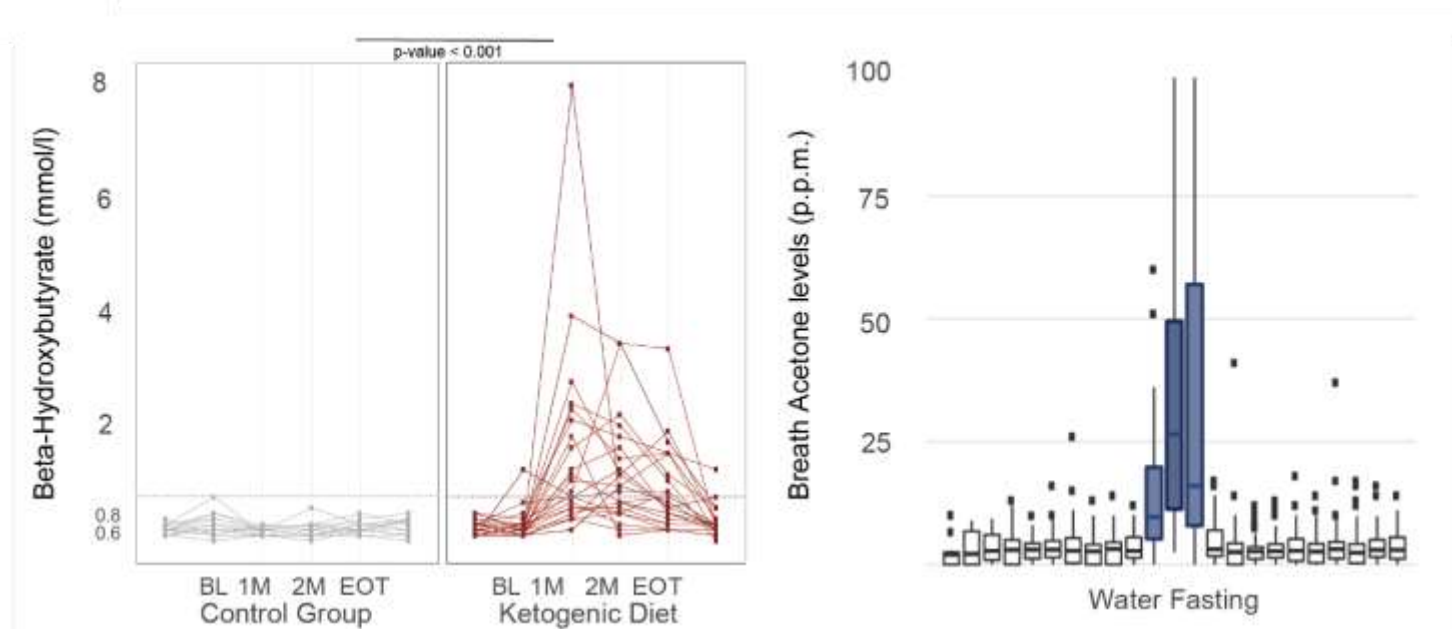 p-value < 0.001
Beta-Hydroxybutyrate (mmol/l)
8
6
4
2
0.8
0.6
BL 1M 2M EOT
Control Group
BL 1M 2M EOT
Ketogenic Diet
Breath Acetone levels (p.p.m.)
100
75
50
25
Water Fasting